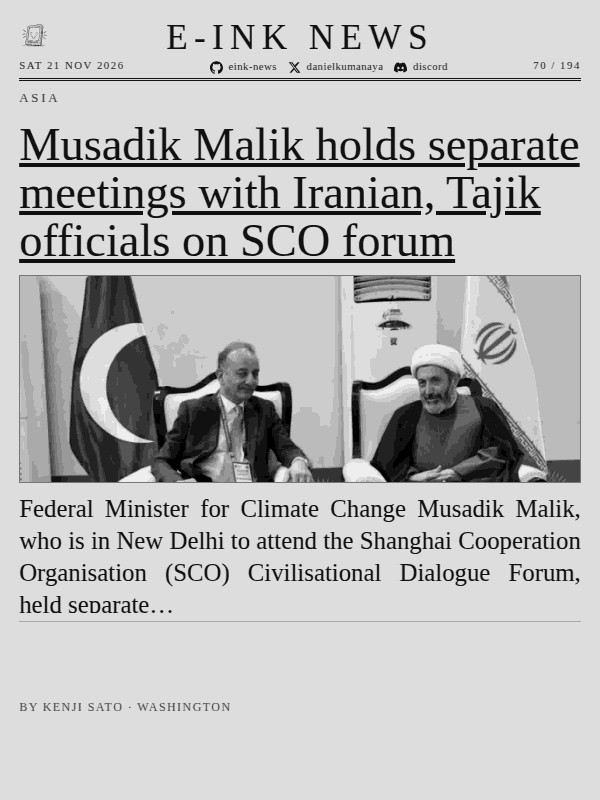 E-INK NEWS
SAT 21 NOV 2026
eink-news
danielkumanaya
discord
70 / 194
ASIA
Musadik Malik holds separate
meetings with Iranian, Tajik
officials on SCO forum
Federal Minister for Climate Change Musadik Malik,
who is in New Delhi to attend the Shanghai Cooperation
Organisation (SCO) Civilisational Dialogue Forum,
held separate…
BY KENJI SATO · WASHINGTON